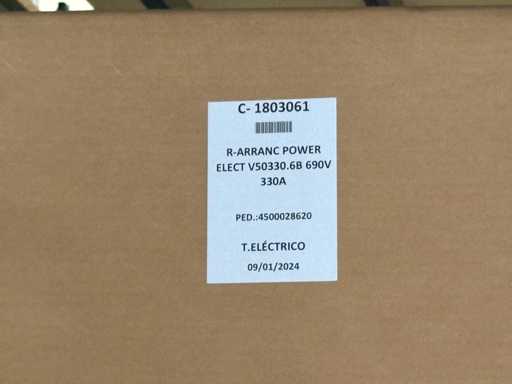 C- 1803061
R-ARRANC POWER
ELECT V50330.6B 690V
330A
PED.:4500028620
T.ELÉCTRICO
09/01/2024